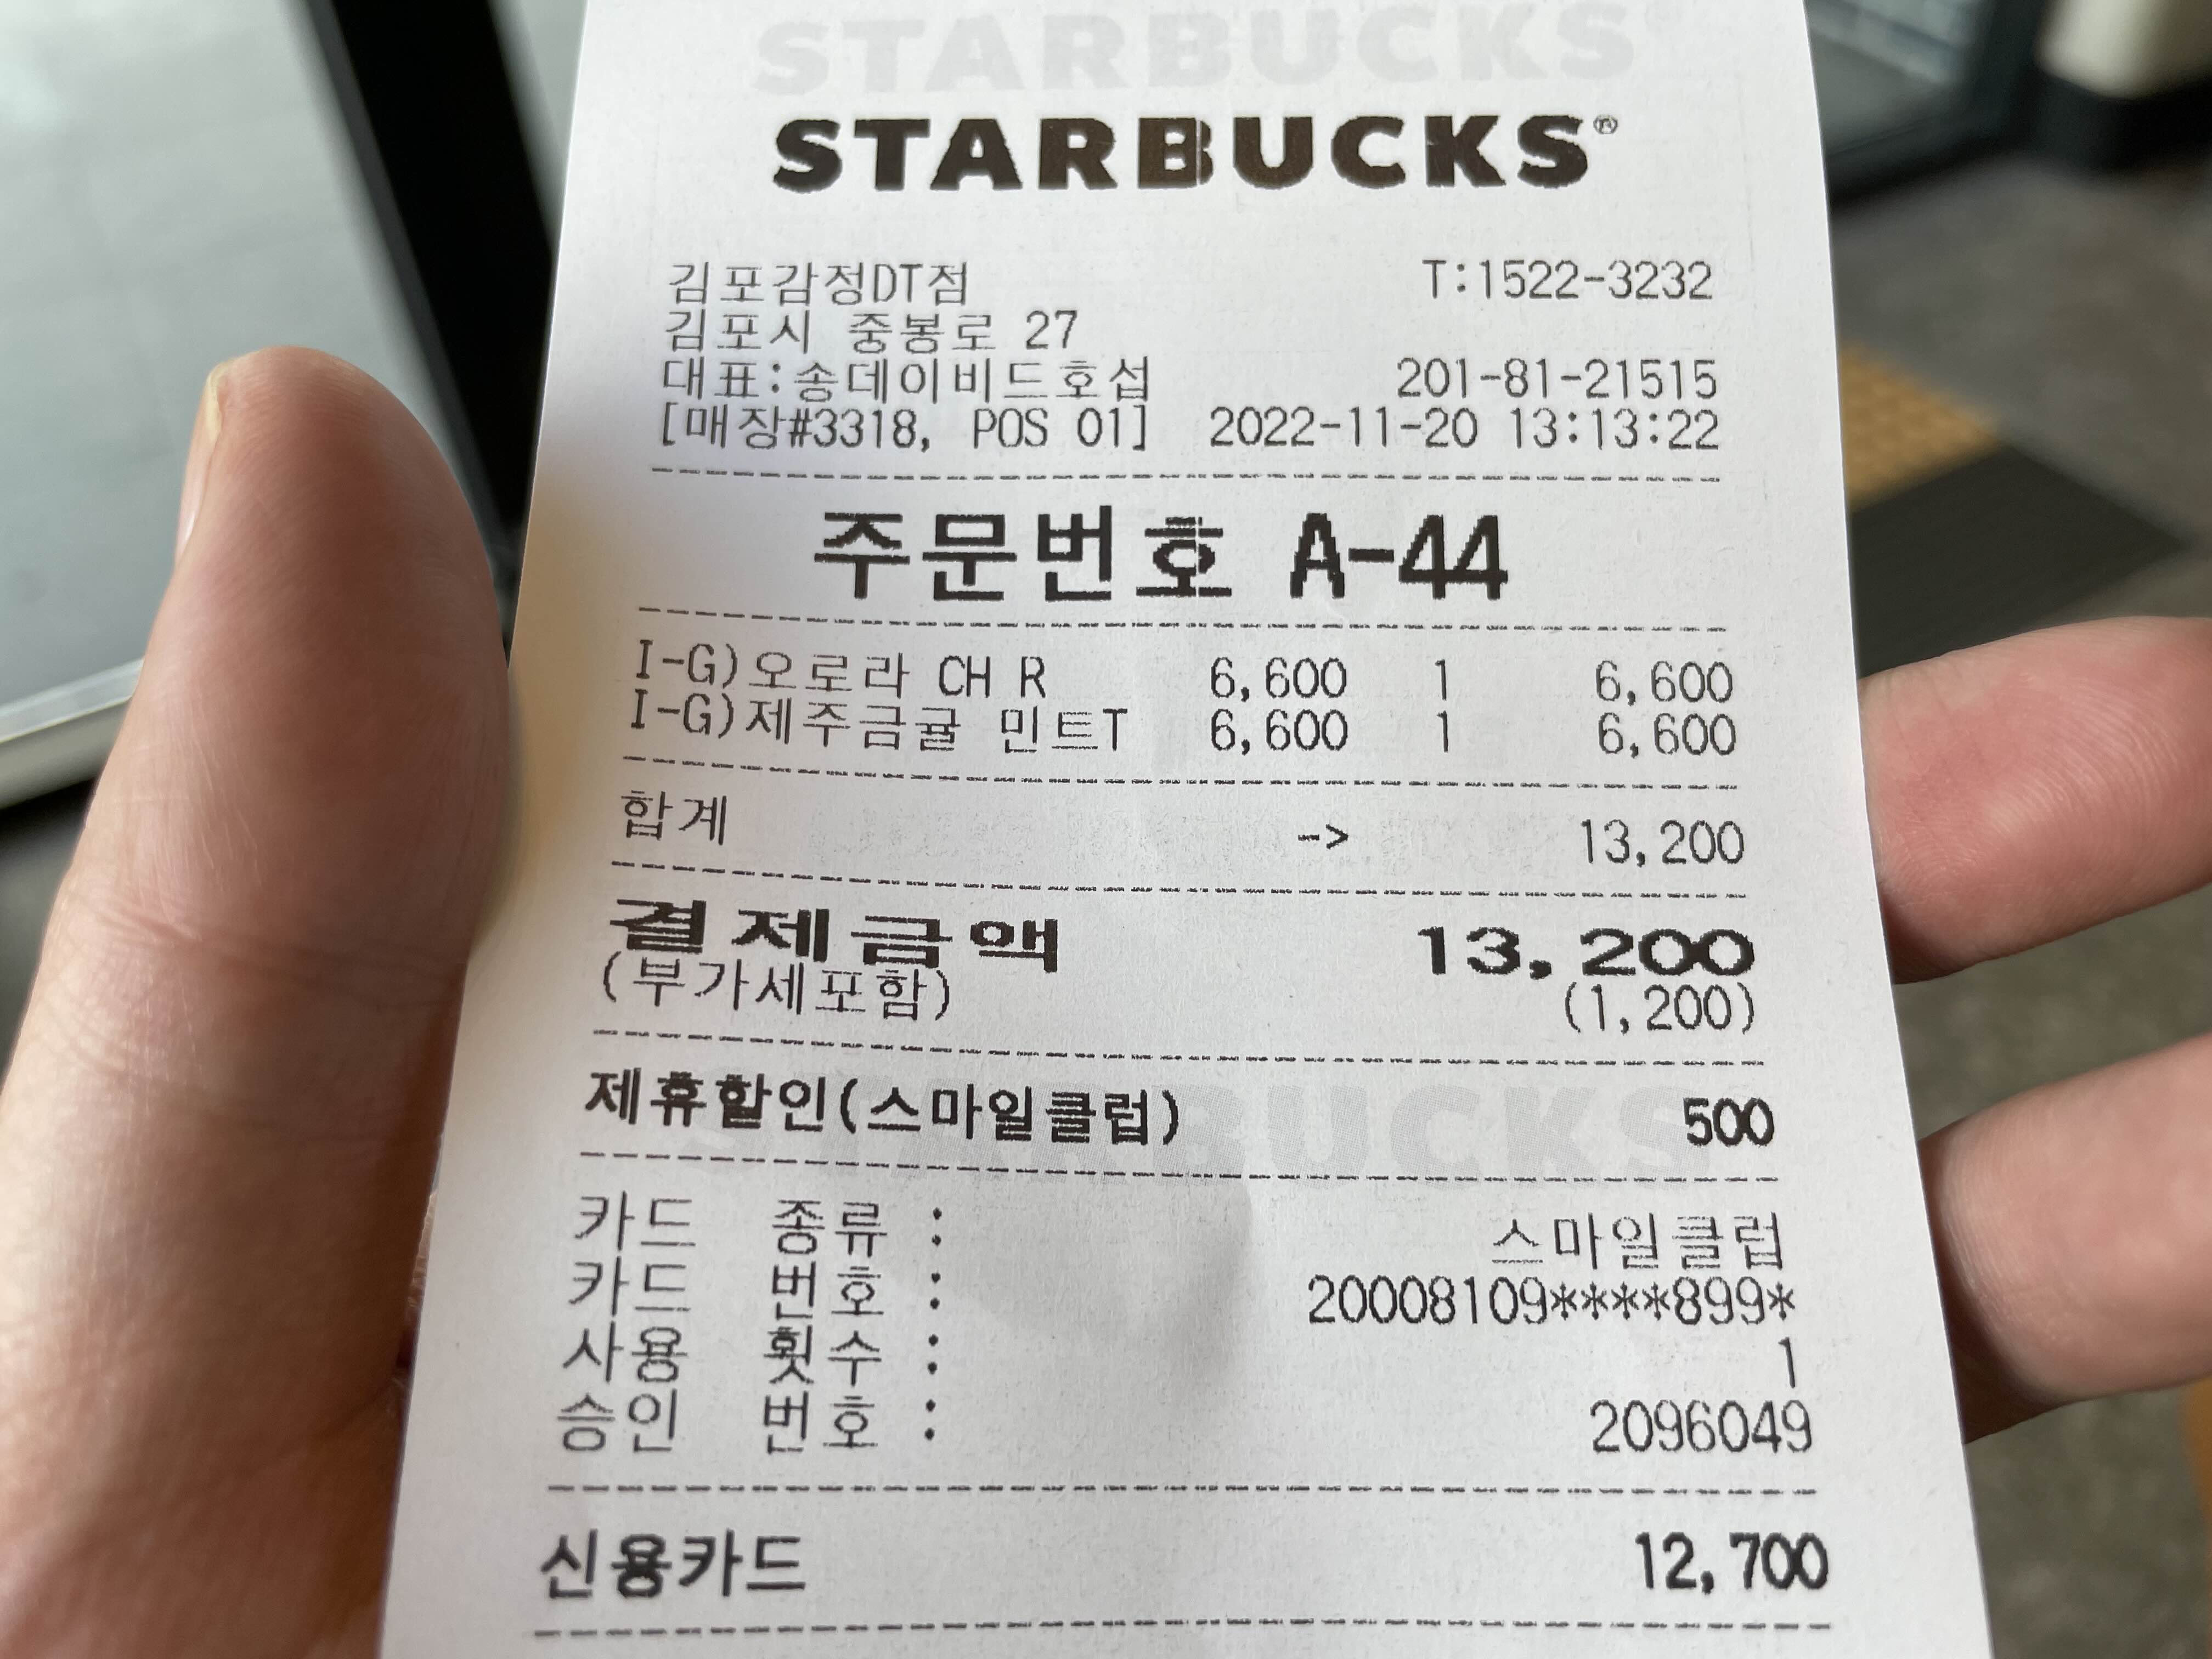 STARBUCKS
STARBUCKS®
김포감정DT점 T:1522-3232
김포시 중봉로 27
대표:송데이비드호섭 201-81-21515
[매장#3318, POS 01] 2022-11-20 13:13:22
주문번호 A-44
I-G)오로라 CH R 6,600 1 6,600
I-G)제주금귤 민트T 6,600 1 6,600
합계 -> 13,200
결제금액 13,200
(부가세포함) (1,200)
제휴할인(스마일클럽) 500
카드 종류 : 스마일클럽
카드 번호 : 20008109****899*
사용 횟수 : 1
승인 번호 : 2096049
신용카드 12,700